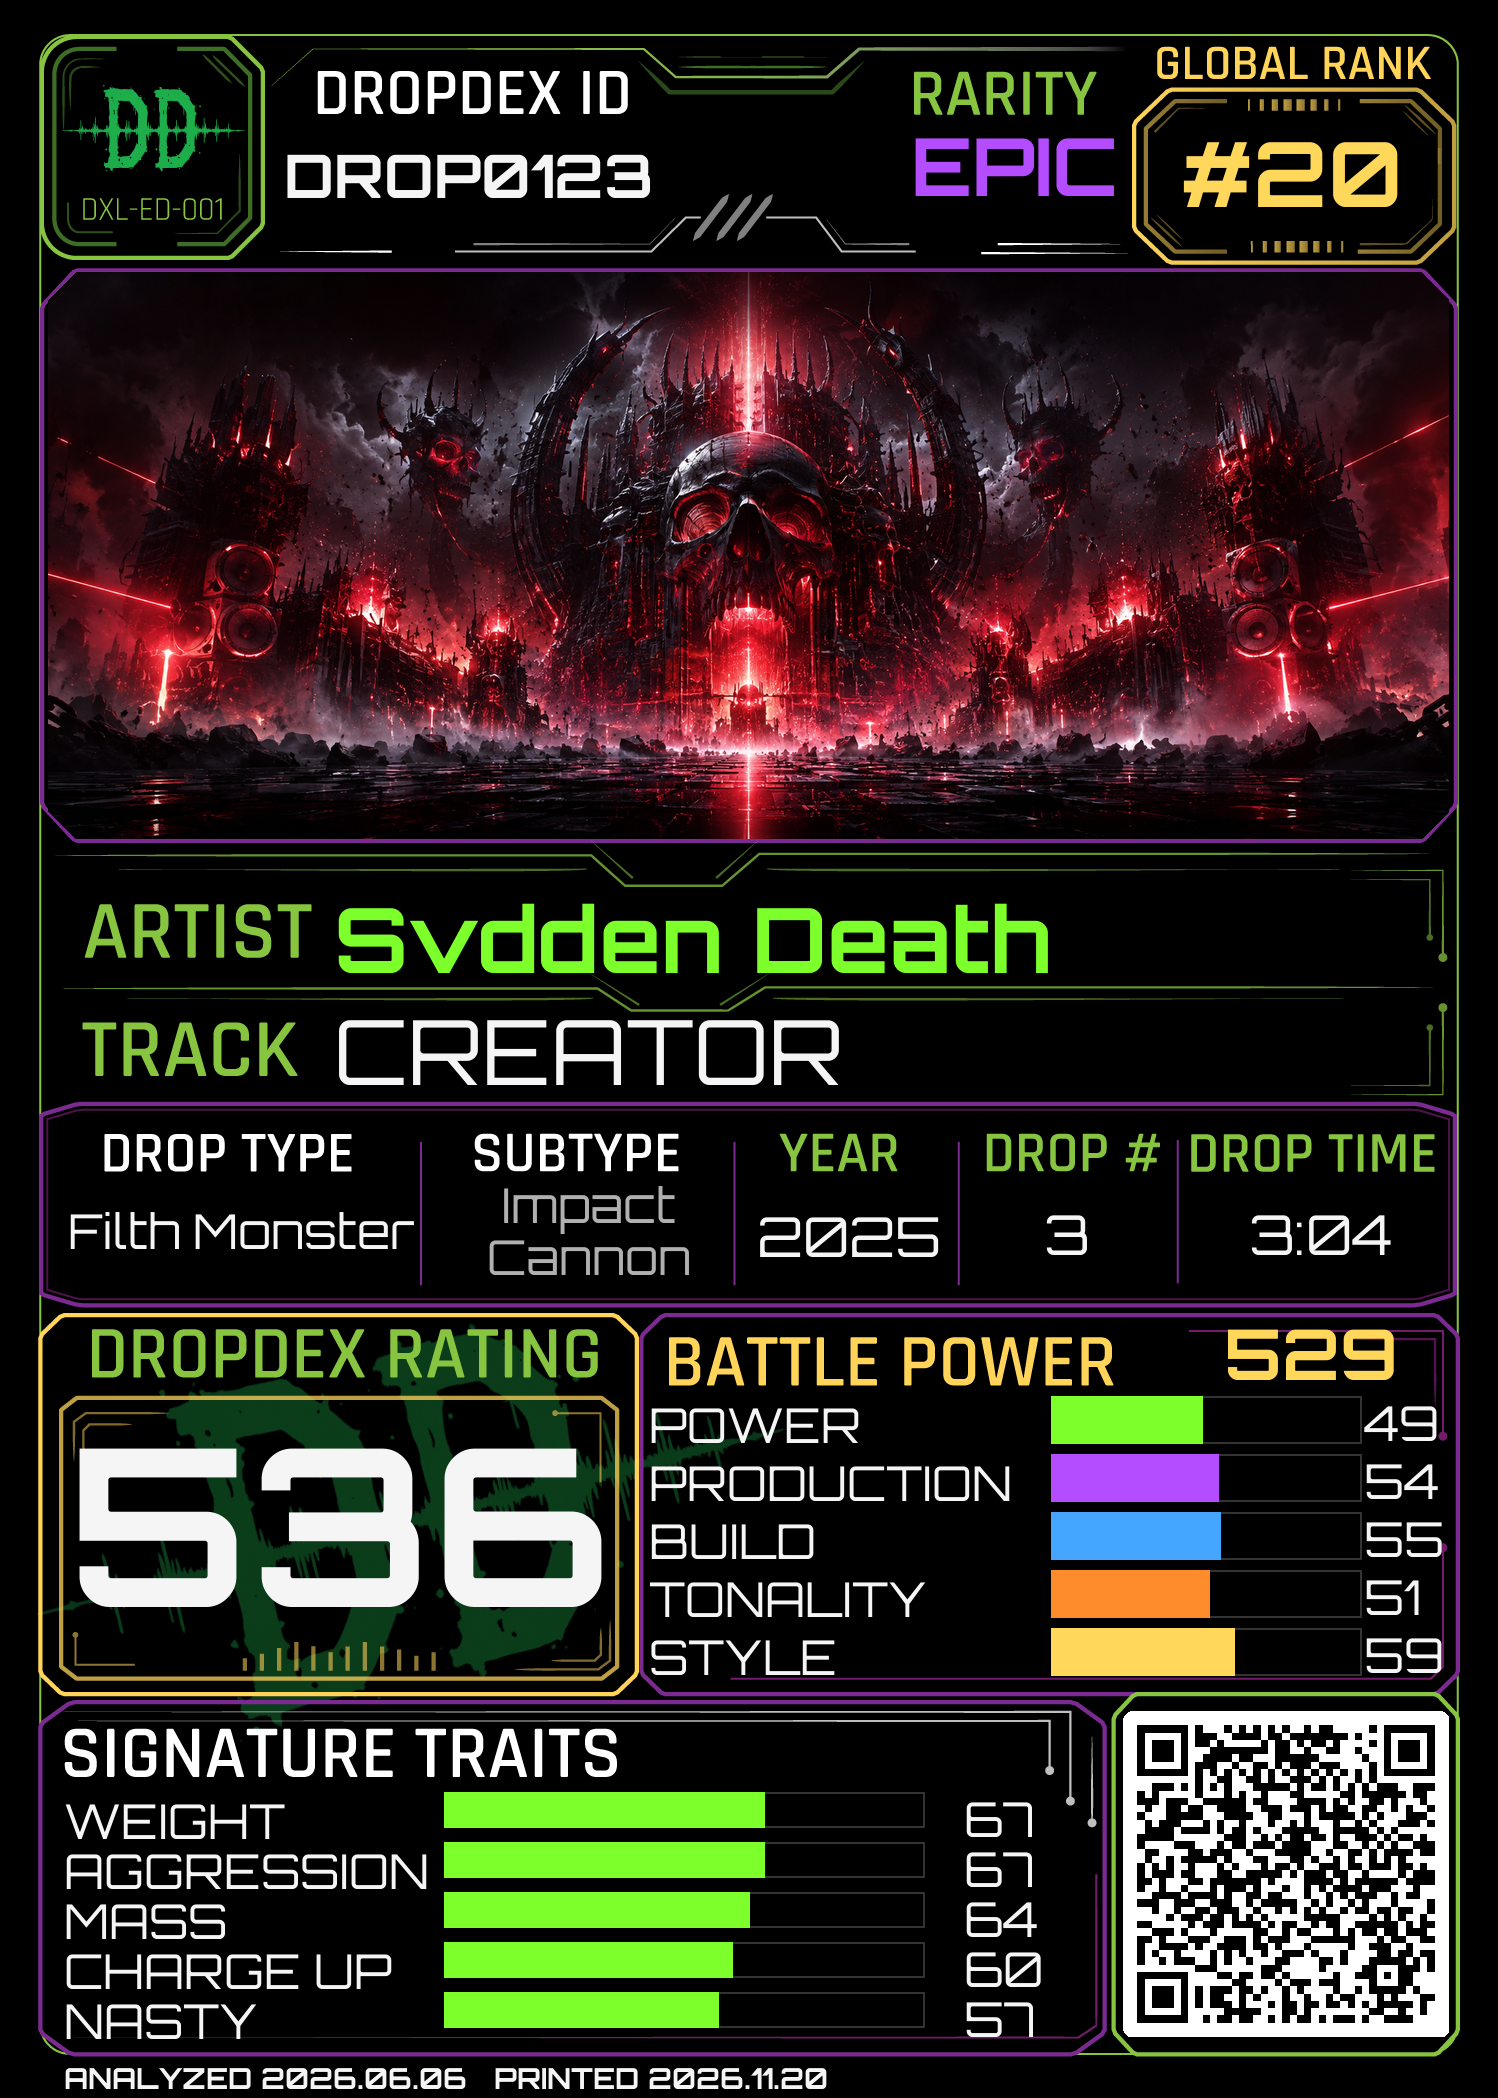 DD
DXL-ED-001
DROPDEX ID
DROP0123
RARITY
EPIC
GLOBAL RANK
#20
ARTIST Svdden Death
TRACK CREATOR
DROP TYPE
Filth Monster
SUBTYPE
Impact
Cannon
YEAR
2025
DROP #
3
DROP TIME
3:04
DROPDEX RATING
536
BATTLE POWER 529
POWER 49
PRODUCTION 54
BUILD 55
TONALITY 51
STYLE 59
SIGNATURE TRAITS
WEIGHT 67
AGGRESSION 67
MASS 64
CHARGE UP 60
NASTY 57
ANALYZED 2026.06.06 PRINTED 2026.11.20